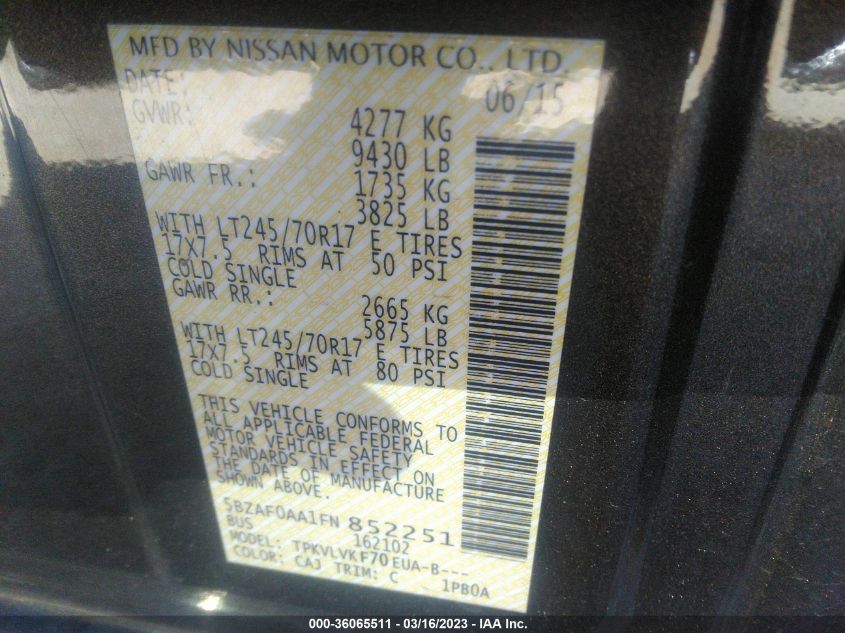 MFD BY NISSAN MOTOR CO., LTD.
DATE: 06/15
GVWR: 4277 KG
9430 LB
GAWR FR.: 1735 KG
3825 LB
WITH LT245/70R17 E TIRES
17X7.5 RIMS AT 50 PSI
COLD SINGLE
GAWR RR.: 2665 KG
5875 LB
WITH LT245/70R17 E TIRES
17X7.5 RIMS AT 80 PSI
COLD SINGLE
THIS VEHICLE CONFORMS TO
ALL APPLICABLE FEDERAL
MOTOR VEHICLE SAFETY
STANDARDS IN EFFECT ON
THE DATE OF MANUFACTURE
SHOWN ABOVE.
5BZAF0AA1FN 852251
BUS 162102
MODEL: TPKVLVK F70 EUA-B---
COLOR: CAJ TRIM: C 1PB0A
000-36065511 - 03/16/2023 - IAA Inc.